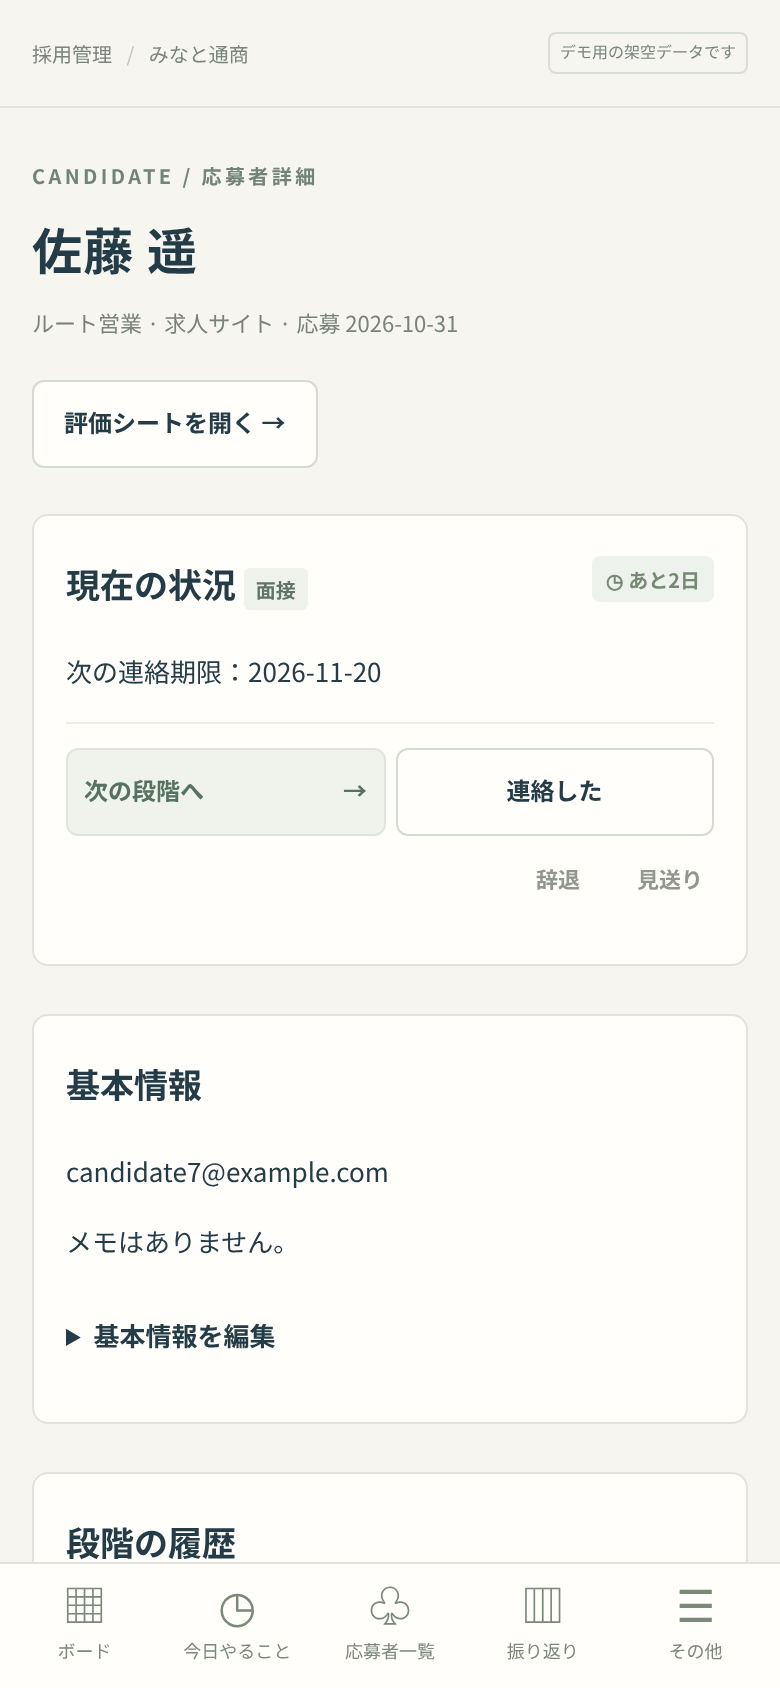 採用管理 / みなと通商
デモ用の架空データです
CANDIDATE / 応募者詳細
佐藤 遥
ルート営業 · 求人サイト · 応募 2026-10-31
評価シートを開く →
現在の状況 面接
◷ あと2日
次の連絡期限：2026-11-20
次の段階へ →
連絡した
辞退 見送り
基本情報
candidate7@example.com
メモはありません。
▶ 基本情報を編集
段階の履歴
ボード 今日やること 応募者一覧 振り返り その他